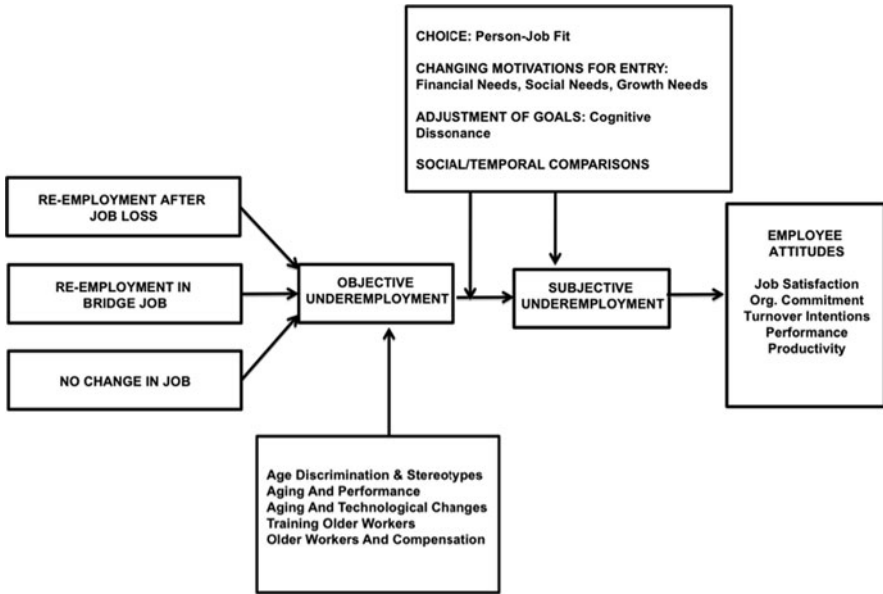 CHOICE: Person-Job Fit
CHANGING MOTIVATIONS FOR ENTRY:
Financial Needs, Social Needs, Growth Needs
ADJUSTMENT OF GOALS: Cognitive
Dissonance
SOCIAL/TEMPORAL COMPARISONS
RE-EMPLOYMENT AFTER
JOB LOSS
RE-EMPLOYMENT IN
BRIDGE JOB
NO CHANGE IN JOB
OBJECTIVE
UNDEREMPLOYMENT
SUBJECTIVE
UNDEREMPLOYMENT
EMPLOYEE
ATTITUDES
Job Satisfaction
Org. Commitment
Turnover Intentions
Performance
Productivity
Age Discrimination & Stereotypes
Aging And Performance
Aging And Technological Changes
Training Older Workers
Older Workers And Compensation